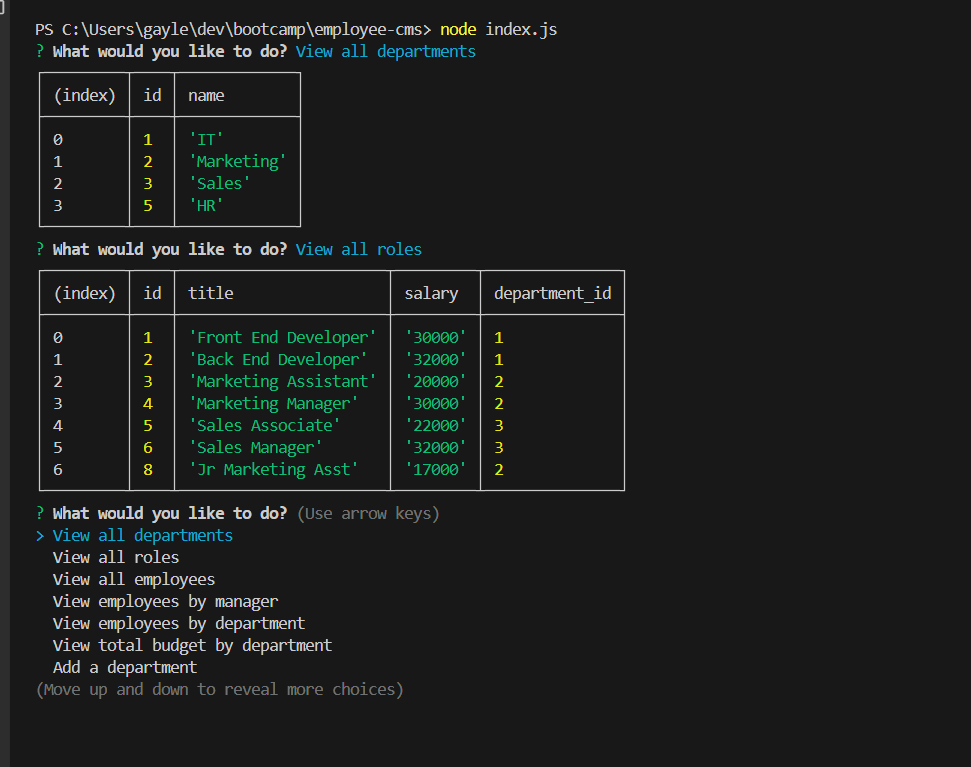 PS C:\Users\gayle\dev\bootcamp\employee-cms> node index.js
? What would you like to do? View all departments
(index) id name
0 1 'IT'
1 2 'Marketing'
2 3 'Sales'
3 5 'HR'
? What would you like to do? View all roles
(index) id title salary department_id
0 1 'Front End Developer' '30000' 1
1 2 'Back End Developer' '32000' 1
2 3 'Marketing Assistant' '20000' 2
3 4 'Marketing Manager' '30000' 2
4 5 'Sales Associate' '22000' 3
5 6 'Sales Manager' '32000' 3
6 8 'Jr Marketing Asst' '17000' 2
? What would you like to do? (Use arrow keys)
> View all departments
View all roles
View all employees
View employees by manager
View employees by department
View total budget by department
Add a department
(Move up and down to reveal more choices)